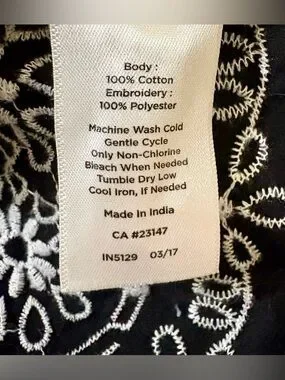 Body :
100% Cotton
Embroidery :
100% Polyester
Machine Wash Cold
Gentle Cycle
Only Non-Chlorine
Bleach When Needed
Tumble Dry Low
Cool Iron, If Needed
Made in India
CA #23147
IN5129 03/17